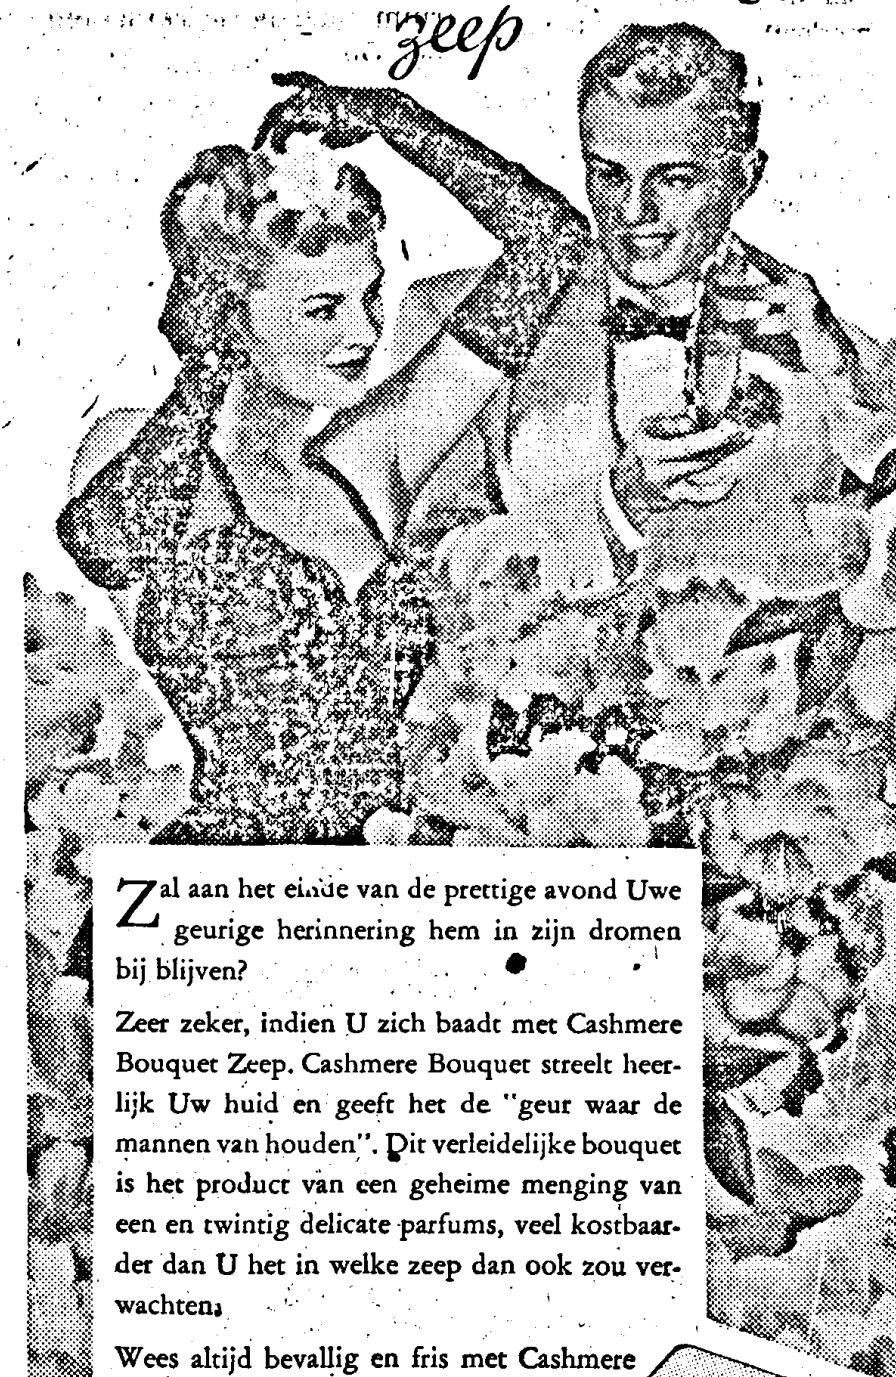 zeep
Zal aan het einde van de prettige avond Uwe
geurige herinnering hem in zijn dromen
bij blijven?
Zeer zeker, indien U zich baadt met Cashmere
Bouquet Zeep. Cashmere Bouquet streelt heer-
lijk Uw huid en geeft het de "geur waar de
mannen van houden". Dit verleidelijke bouquet
is het product van een geheime menging van
een en twintig delicate parfums, veel kostbaar-
der dan U het in welke zeep dan ook zou ver-
wachten.
Wees altijd bevallig en fris met Cashmere